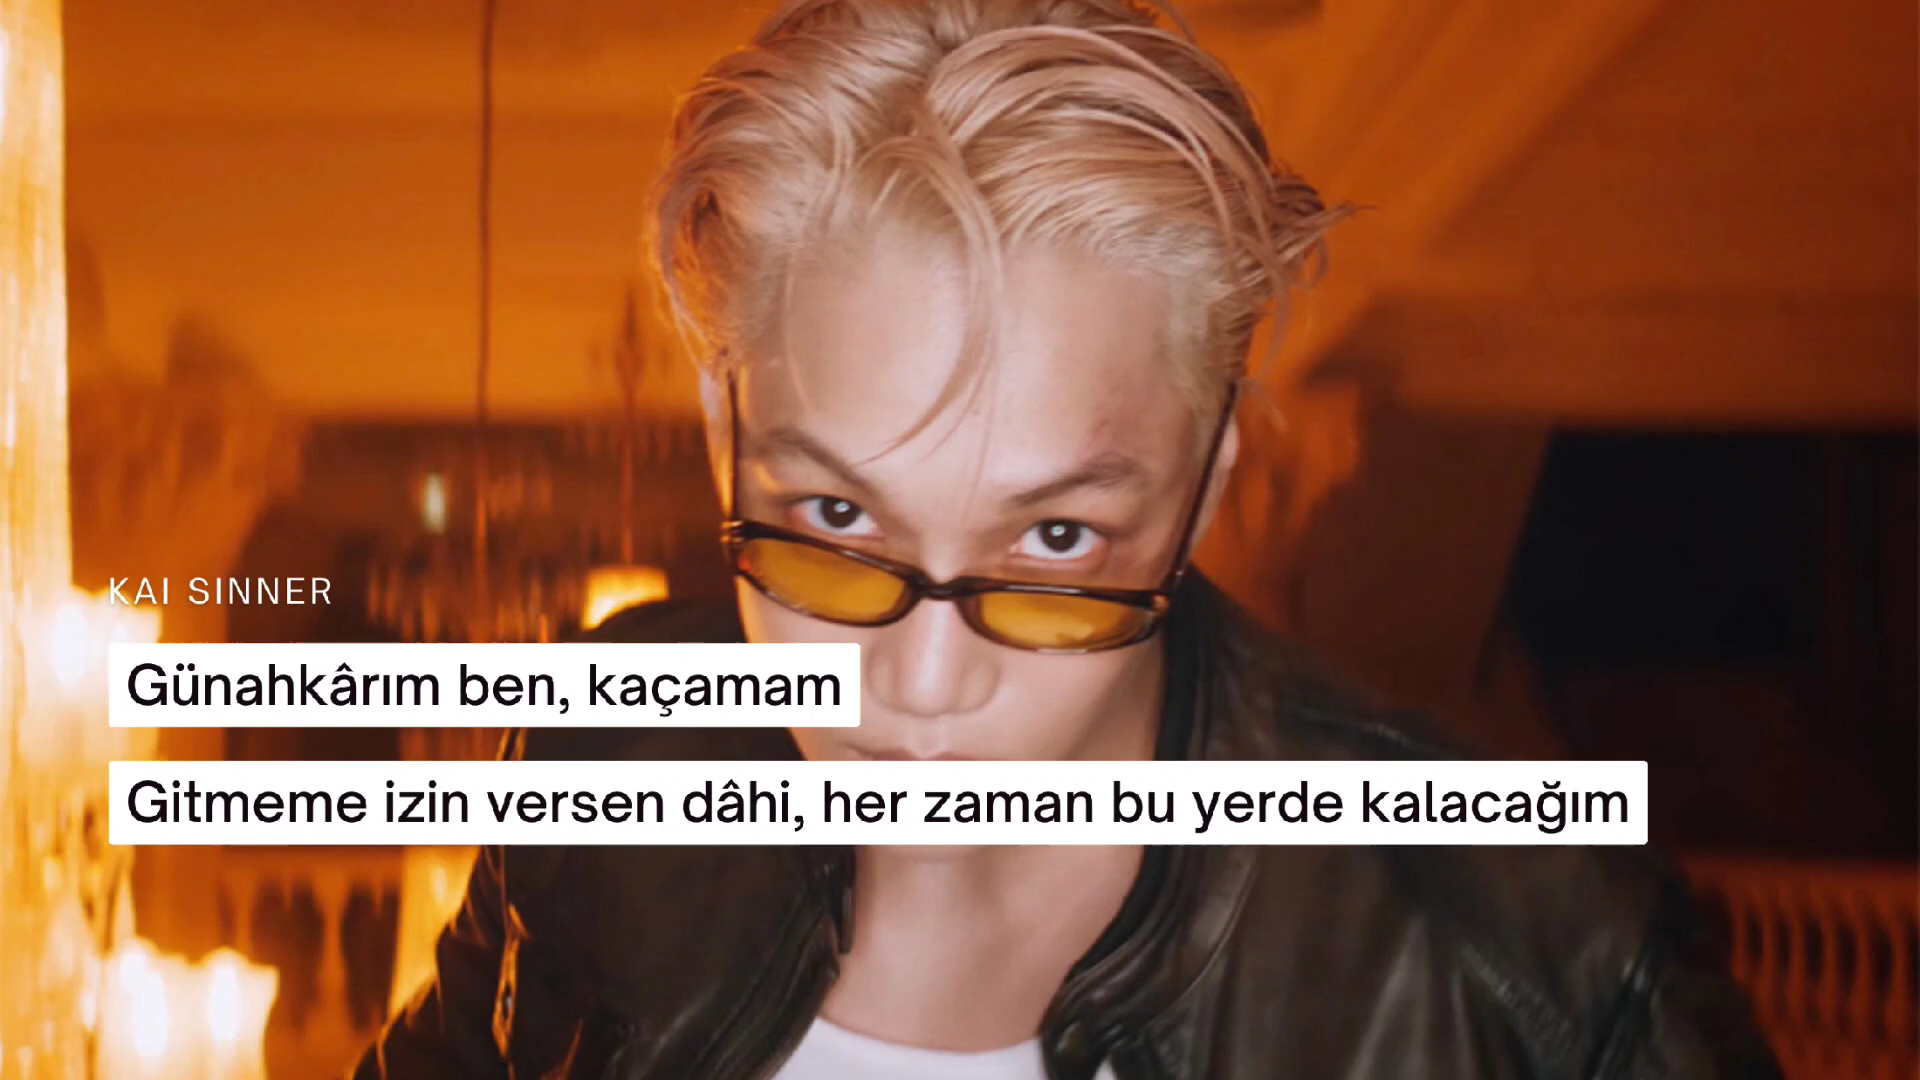 KAI SINNER
Günahkârım ben, kaçamam
Gitmeme izin versen dâhi, her zaman bu yerde kalacağım